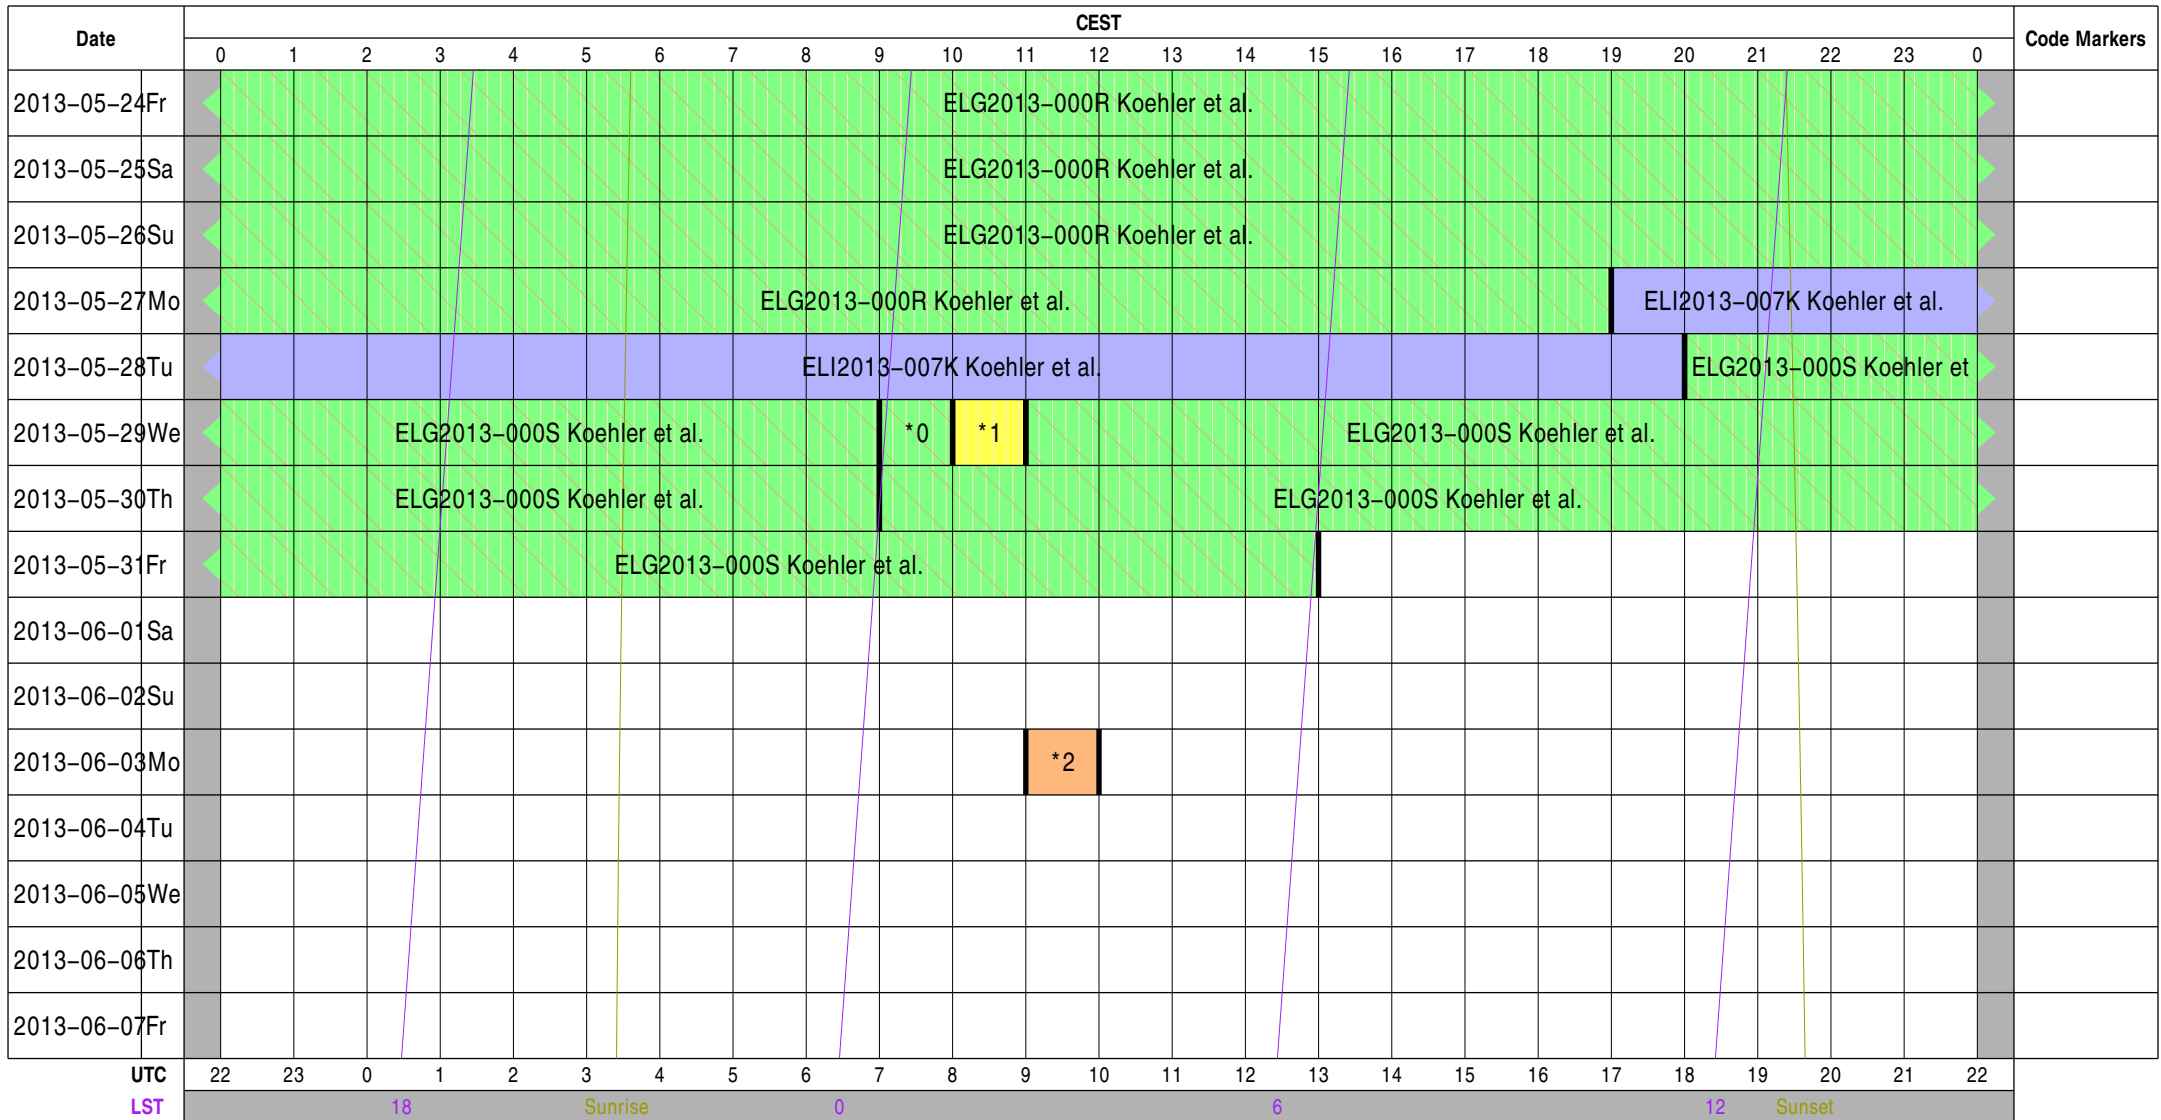 Date CEST Code Markers
0 1 2 3 4 5 6 7 8 9 10 11 12 13 14 15 16 17 18 19 20 21 22 23 0
2013-05-24Fr ELG2013-000R Koehler et al.
2013-05-25Sa ELG2013-000R Koehler et al.
2013-05-26Su ELG2013-000R Koehler et al.
2013-05-27Mo ELG2013-000R Koehler et al. ELI2013-007K Koehler et al.
2013-05-28Tu ELI2013-007K Koehler et al. ELG2013-000S Koehler et
2013-05-29We ELG2013-000S Koehler et al. *0 *1 ELG2013-000S Koehler et al.
2013-05-30Th ELG2013-000S Koehler et al. ELG2013-000S Koehler et al.
2013-05-31Fr ELG2013-000S Koehler et al.
2013-06-01Sa
2013-06-02Su
2013-06-03Mo *2
2013-06-04Tu
2013-06-05We
2013-06-06Th
2013-06-07Fr
UTC 22 23 0 1 2 3 4 5 6 7 8 9 10 11 12 13 14 15 16 17 18 19 20 21 22
LST 18 Sunrise 0 6 12 Sunset